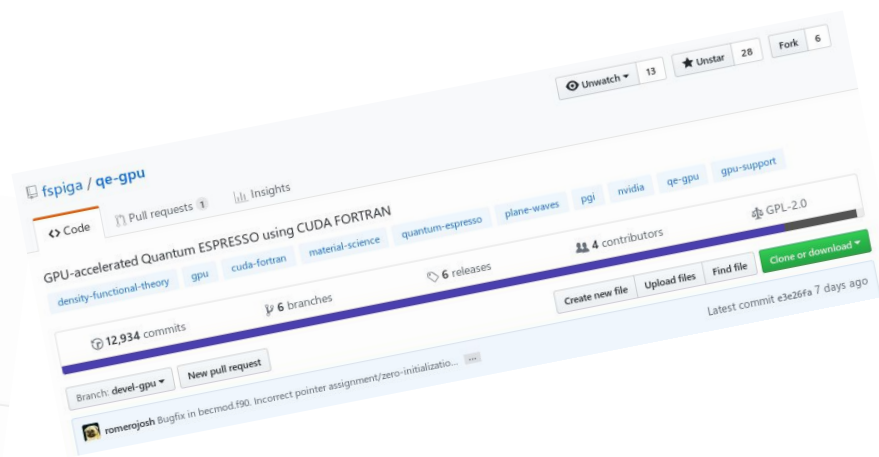 Unwatch 13 Unstar 28 Fork 6
fspiga / qe-gpu
Code Pull requests 1 Insights
GPU-accelerated Quantum ESPRESSO using CUDA FORTRAN
density-functional-theory gpu cuda-fortran material-science quantum-espresso plane-waves pgi nvidia qe-gpu gpu-support
12,934 commits 6 branches 6 releases 4 contributors GPL-2.0
Branch: devel-gpu New pull request Create new file Upload files Find file Clone or download
romerojosh Bugfix in becmod.f90. Incorrect pointer assignment/zero-initializatio... ... Latest commit e3e26fa 7 days ago